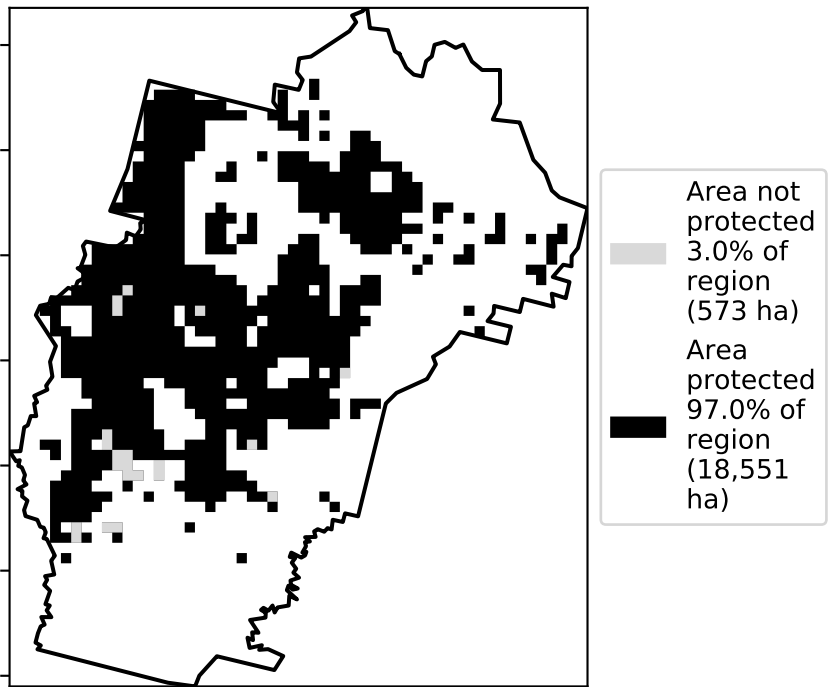 Area not
protected
3.0% of
region
(573 ha)
Area
protected
97.0% of
region
(18,551
ha)